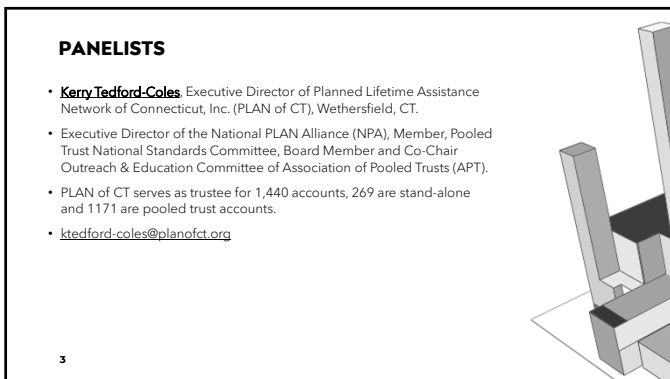 PANELISTS
• Kerry Tedford-Coles, Executive Director of Planned Lifetime Assistance
Network of Connecticut, Inc. (PLAN of CT), Wethersfield, CT.
• Executive Director of the National PLAN Alliance (NPA), Member, Pooled
Trust National Standards Committee, Board Member and Co-Chair
Outreach & Education Committee of Association of Pooled Trusts (APT).
• PLAN of CT serves as trustee for 1,440 accounts, 269 are stand-alone
and 1171 are pooled trust accounts.
• ktedford-coles@planofct.org
3